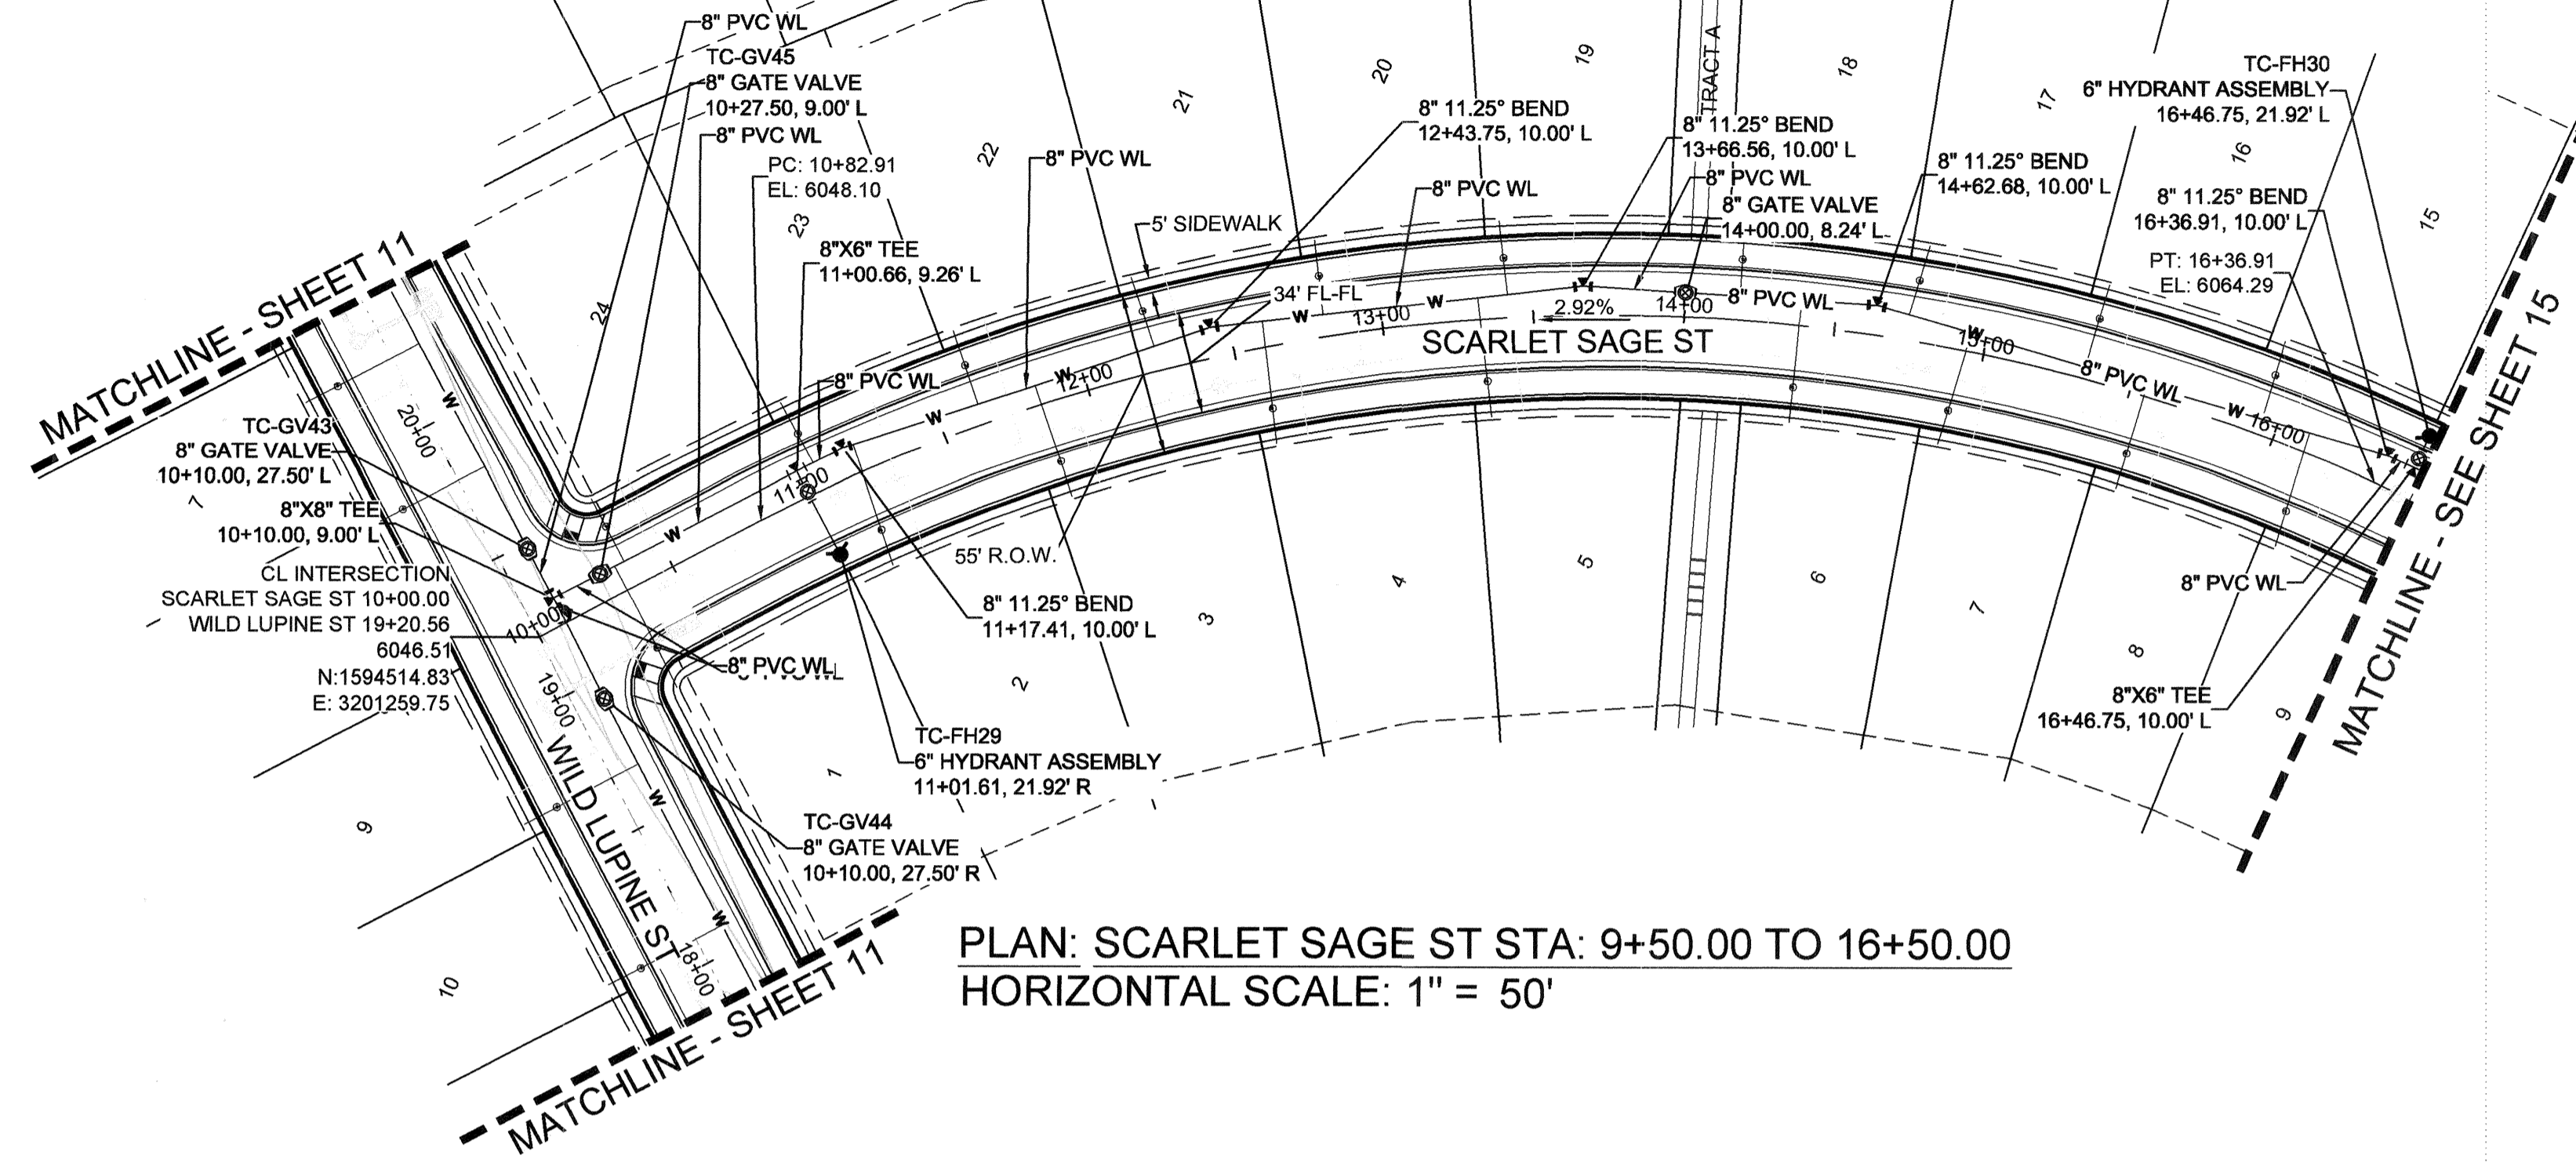 8" PVC WL
TC-GV45
8" GATE VALVE
10+27.50, 9.00' L
8" PVC WL
PC: 10+82.91
EL: 6048.10
8"X6" TEE
11+00.66, 9.26' L
8" PVC WL
5' SIDEWALK
34' FL-FL
8" 11.25° BEND
12+43.75, 10.00' L
8" PVC WL
TRACT A
8" 11.25° BEND
13+66.56, 10.00' L
8" PVC WL
8" GATE VALVE
14+00.00, 8.24' L
8" 11.25° BEND
14+62.68, 10.00' L
TC-FH30
6" HYDRANT ASSEMBLY
16+46.75, 21.92' L
8" 11.25° BEND
16+36.91, 10.00' L
PT: 16+36.91
EL: 6064.29
24
23
22
21
20
19
18
17
16
15
MATCHLINE - SHEET 11
MATCHLINE - SEE SHEET 15
W
20+00
TC-GV43
8" GATE VALVE
10+10.00, 27.50' L
7
8"X8" TEE
10+10.00, 9.00' L
CL INTERSECTION
SCARLET SAGE ST 10+00.00
WILD LUPINE ST 19+20.56
6046.51
N:1594514.83
E: 3201259.75
10+00
W
11+00
8" PVC WL
W
W
12+00
W
13+00
W
2.92%
14+00
8" PVC WL
SCARLET SAGE ST
W
15+00
8" PVC WL
W
16+00
8" PVC WL
8"X6" TEE
16+46.75, 10.00' L
55' R.O.W.
8" 11.25° BEND
11+17.41, 10.00' L
8" PVC WL
TC-FH29
6" HYDRANT ASSEMBLY
11+01.61, 21.92' R
TC-GV44
8" GATE VALVE
10+10.00, 27.50' R
1
2
3
4
5
6
7
8
9
19+00
WILD LUPINE ST
W
W
18+00
9
10
MATCHLINE - SHEET 11
PLAN: SCARLET SAGE ST STA: 9+50.00 TO 16+50.00
HORIZONTAL SCALE: 1" = 50'